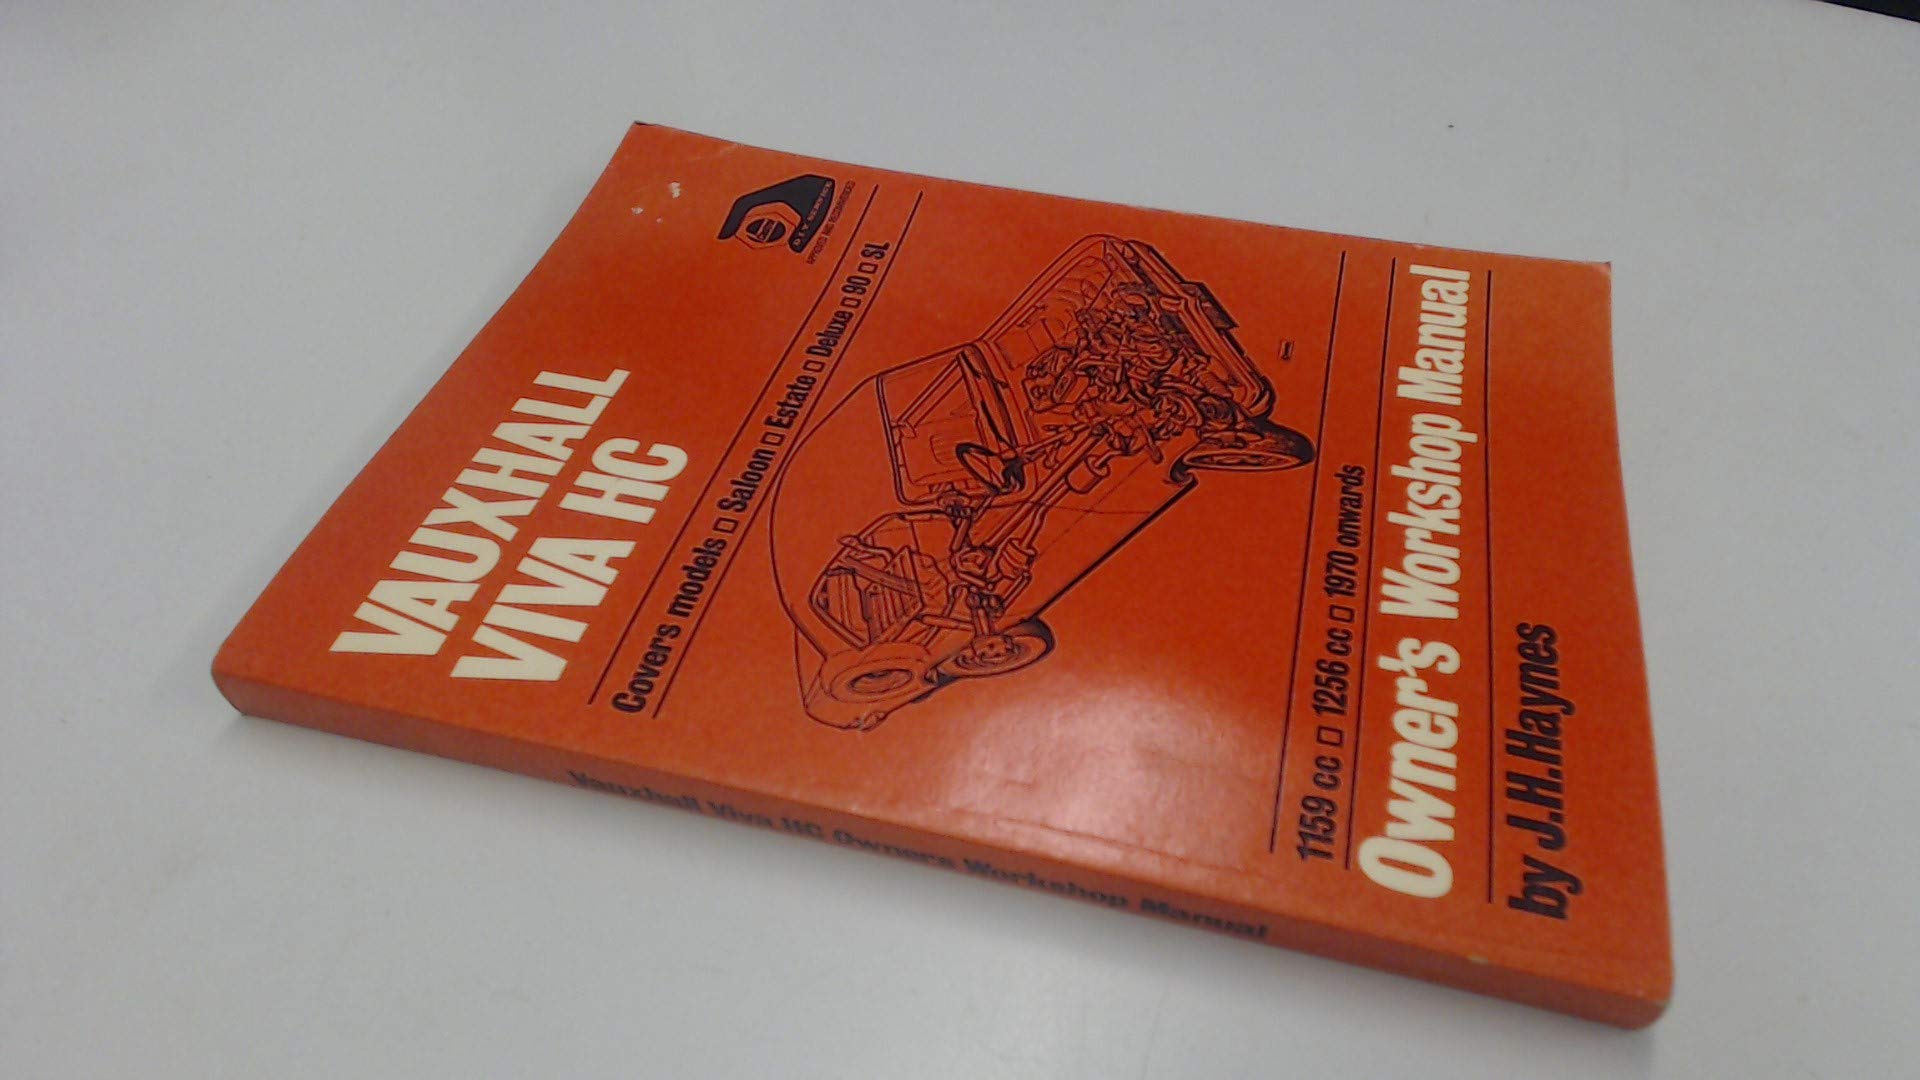 D.I.Y. SERVICE
VAUXHALL
VIVA HC
Covers models □ Saloon □ Estate □ Deluxe □ 90 □ SL
1159 cc □ 1256 cc □ 1970 onwards
Owner's Workshop Manual
by J.H.Haynes
Vauxhall Viva HC Owners Workshop Manual